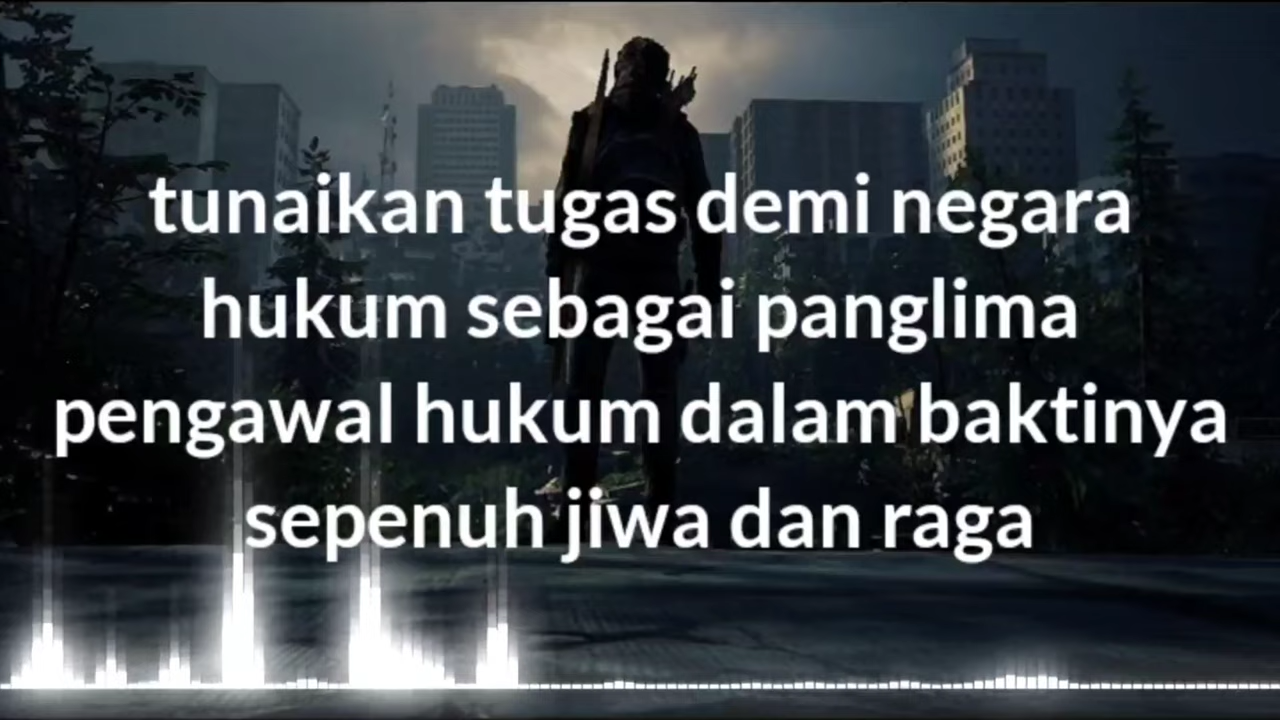 tunaikan tugas demi negara
hukum sebagai panglima
pengawal hukum dalam baktinya
sepenuh jiwa dan raga